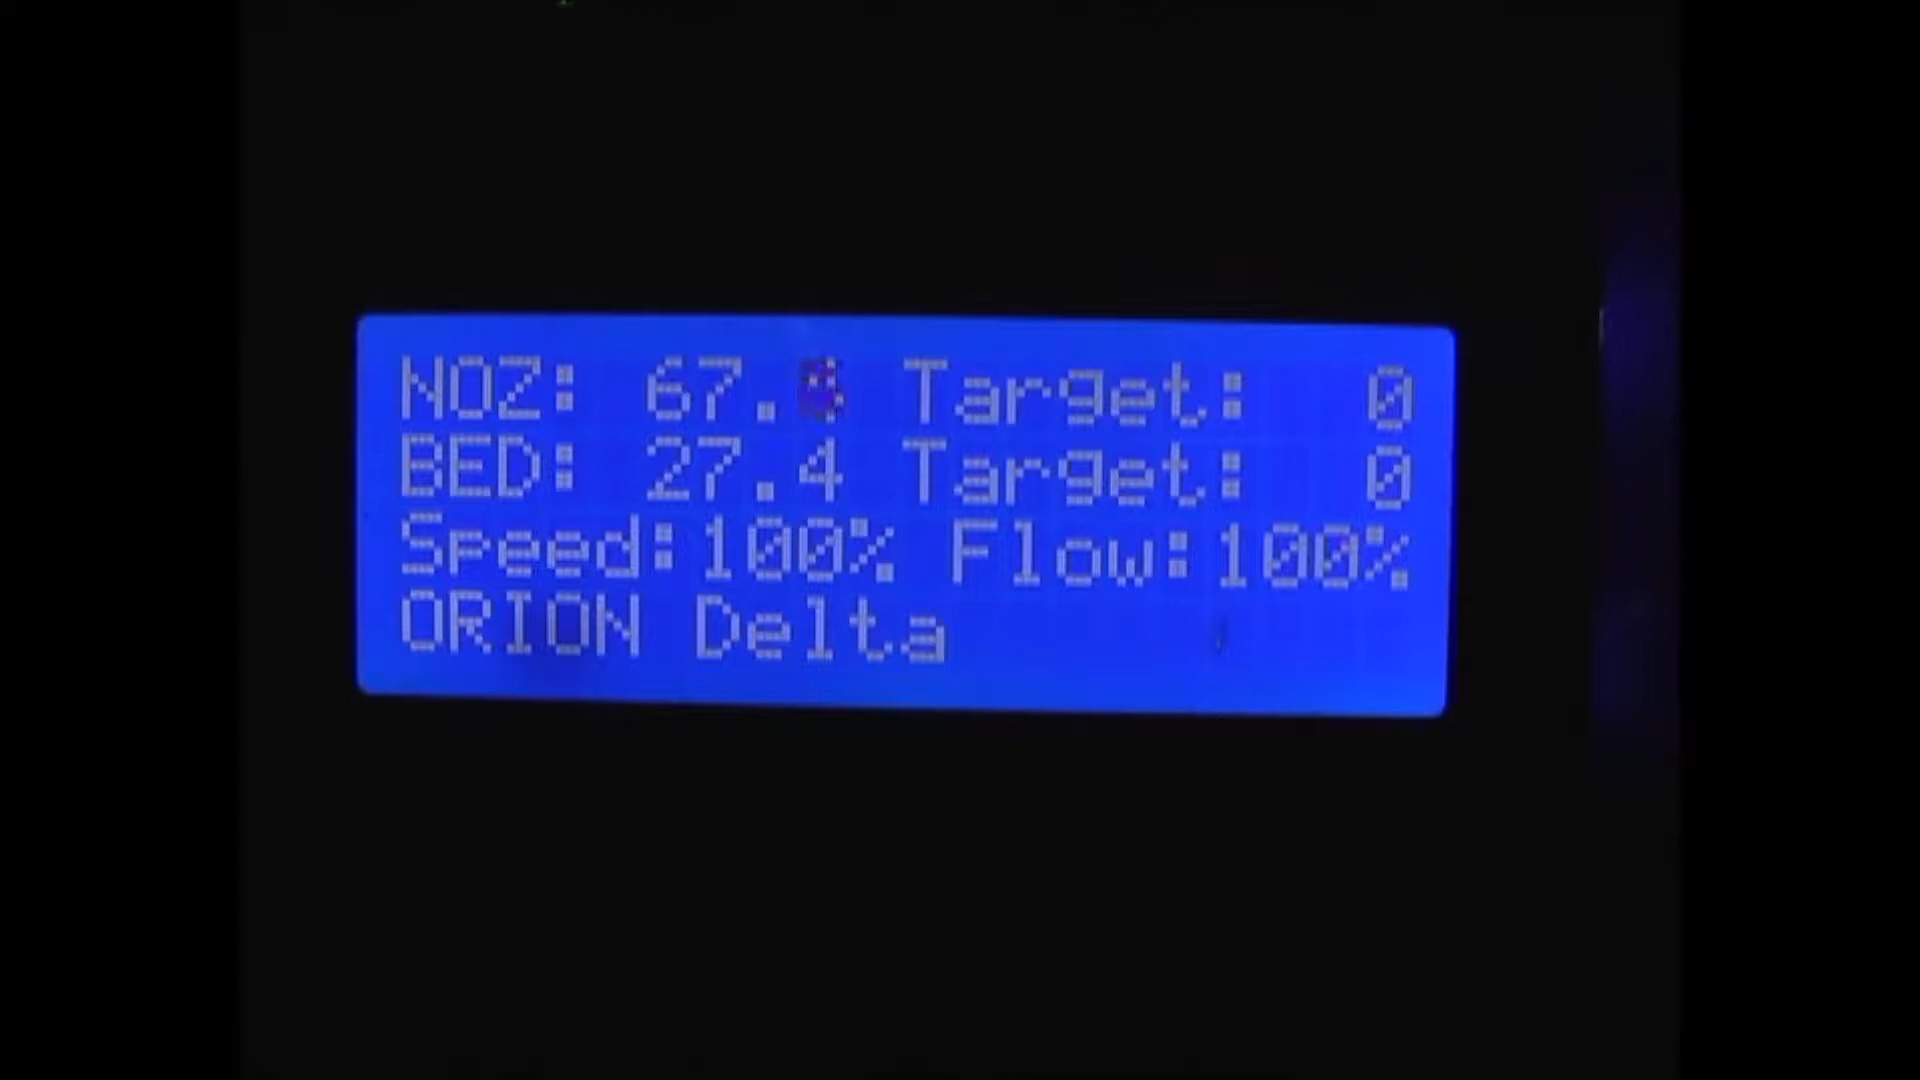 NOZ: 67. Target: 0
BED: 27.4 Target: 0
Speed:100% Flow:100%
ORION Delta